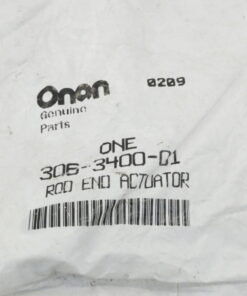 Onan
0209
Genuine
Parts
ONE
306-3400-01
ROD END ACTUATOR